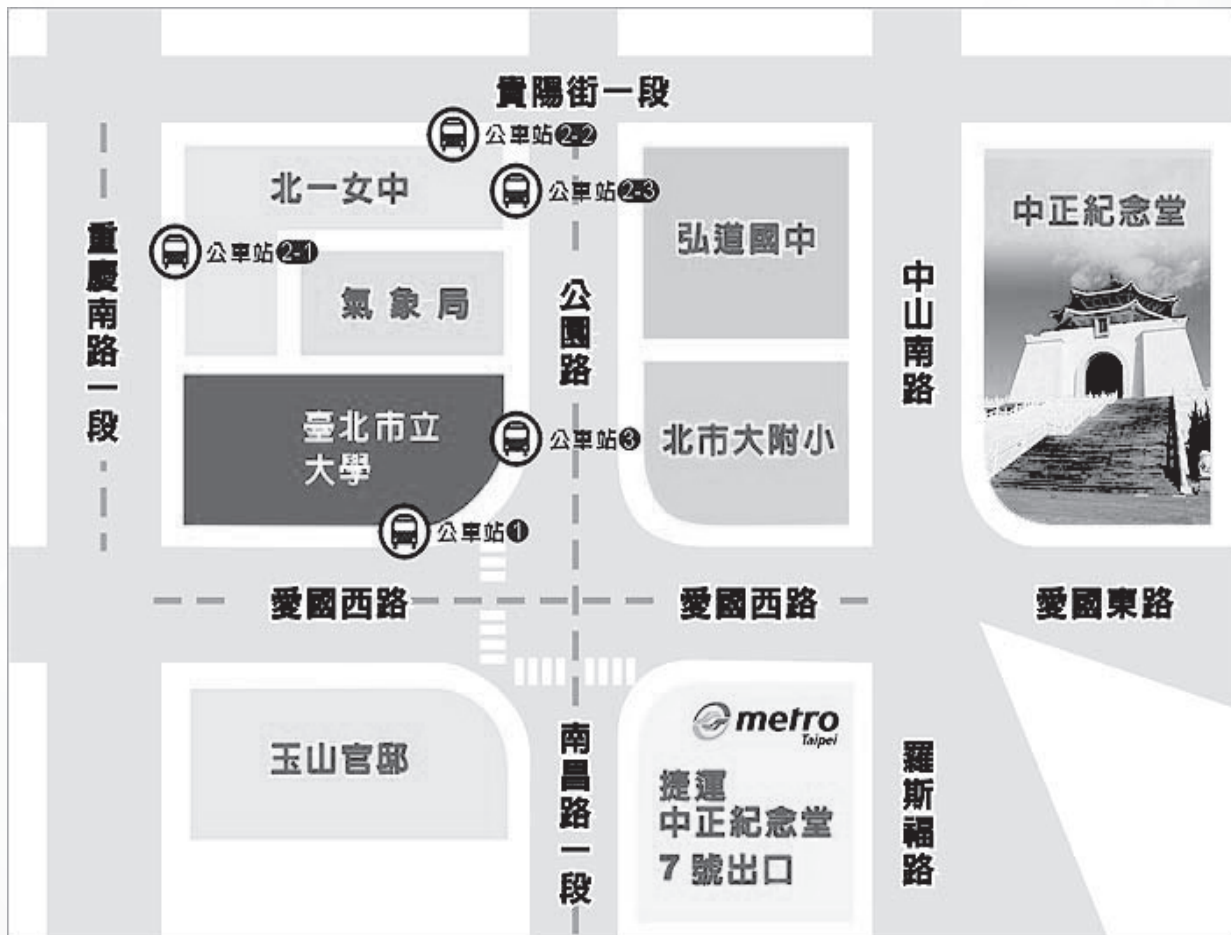 貴陽街一段
公車站2-2
北一女中
公車站2-3
中正紀念堂
弘道國中
重慶南路一段
公車站2-1
氣象局
公園路
中山南路
臺北市立
大學
公車站3
北市大附小
公車站1
愛國西路
愛國西路
愛國東路
玉山官邸
南昌路一段
metro
Taipei
捷運
中正紀念堂
7號出口
羅斯福路